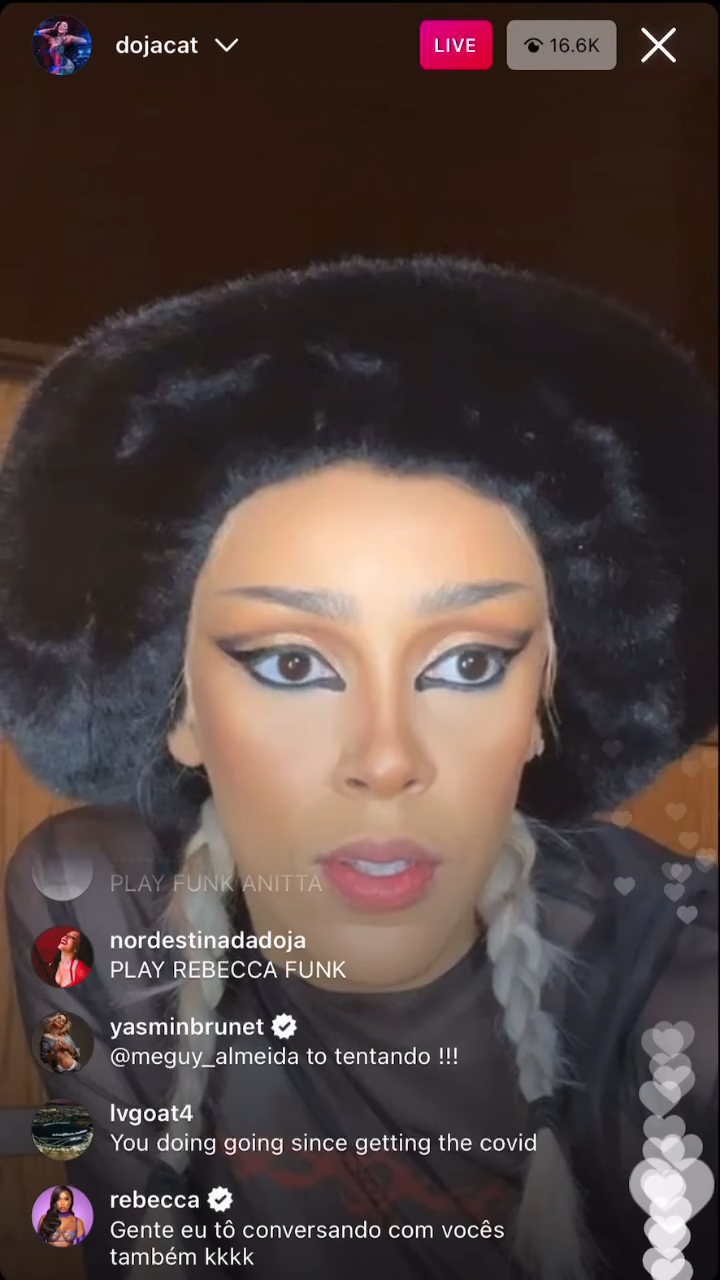 dojacat
LIVE
16.6K
PLAY FUNK ANITTA
nordestinadadoja
PLAY REBECCA FUNK
yasminbrunet
@meguy_almeida to tentando !!!
lvgoat4
You doing going since getting the covid
rebecca
Gente eu tô conversando com vocês
também kkkk